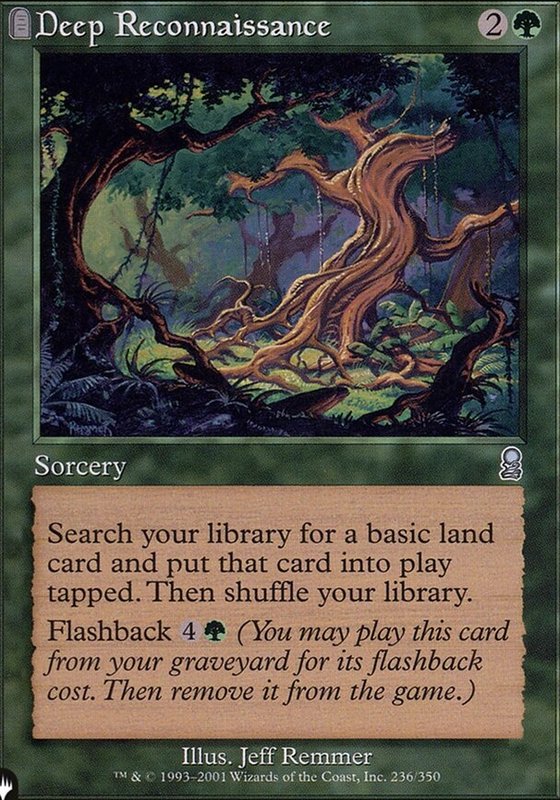 Deep Reconnaissance 2
Remmer
Sorcery
Search your library for a basic land
card and put that card into play
tapped. Then shuffle your library.
Flashback 4 (You may play this card
from your graveyard for its flashback
cost. Then remove it from the game.)
Illus. Jeff Remmer
™ & © 1993–2001 Wizards of the Coast, Inc. 236/350